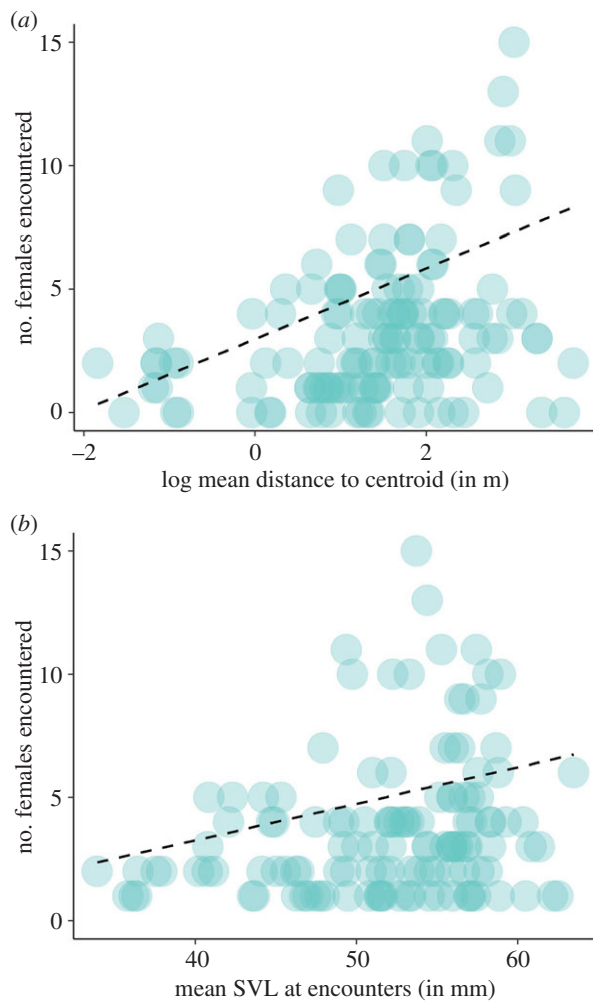 (a)
15
10
5
0
no. females encountered
−2
0
2
log mean distance to centroid (in m)
(b)
15
10
5
0
no. females encountered
40
50
60
mean SVL at encounters (in mm)